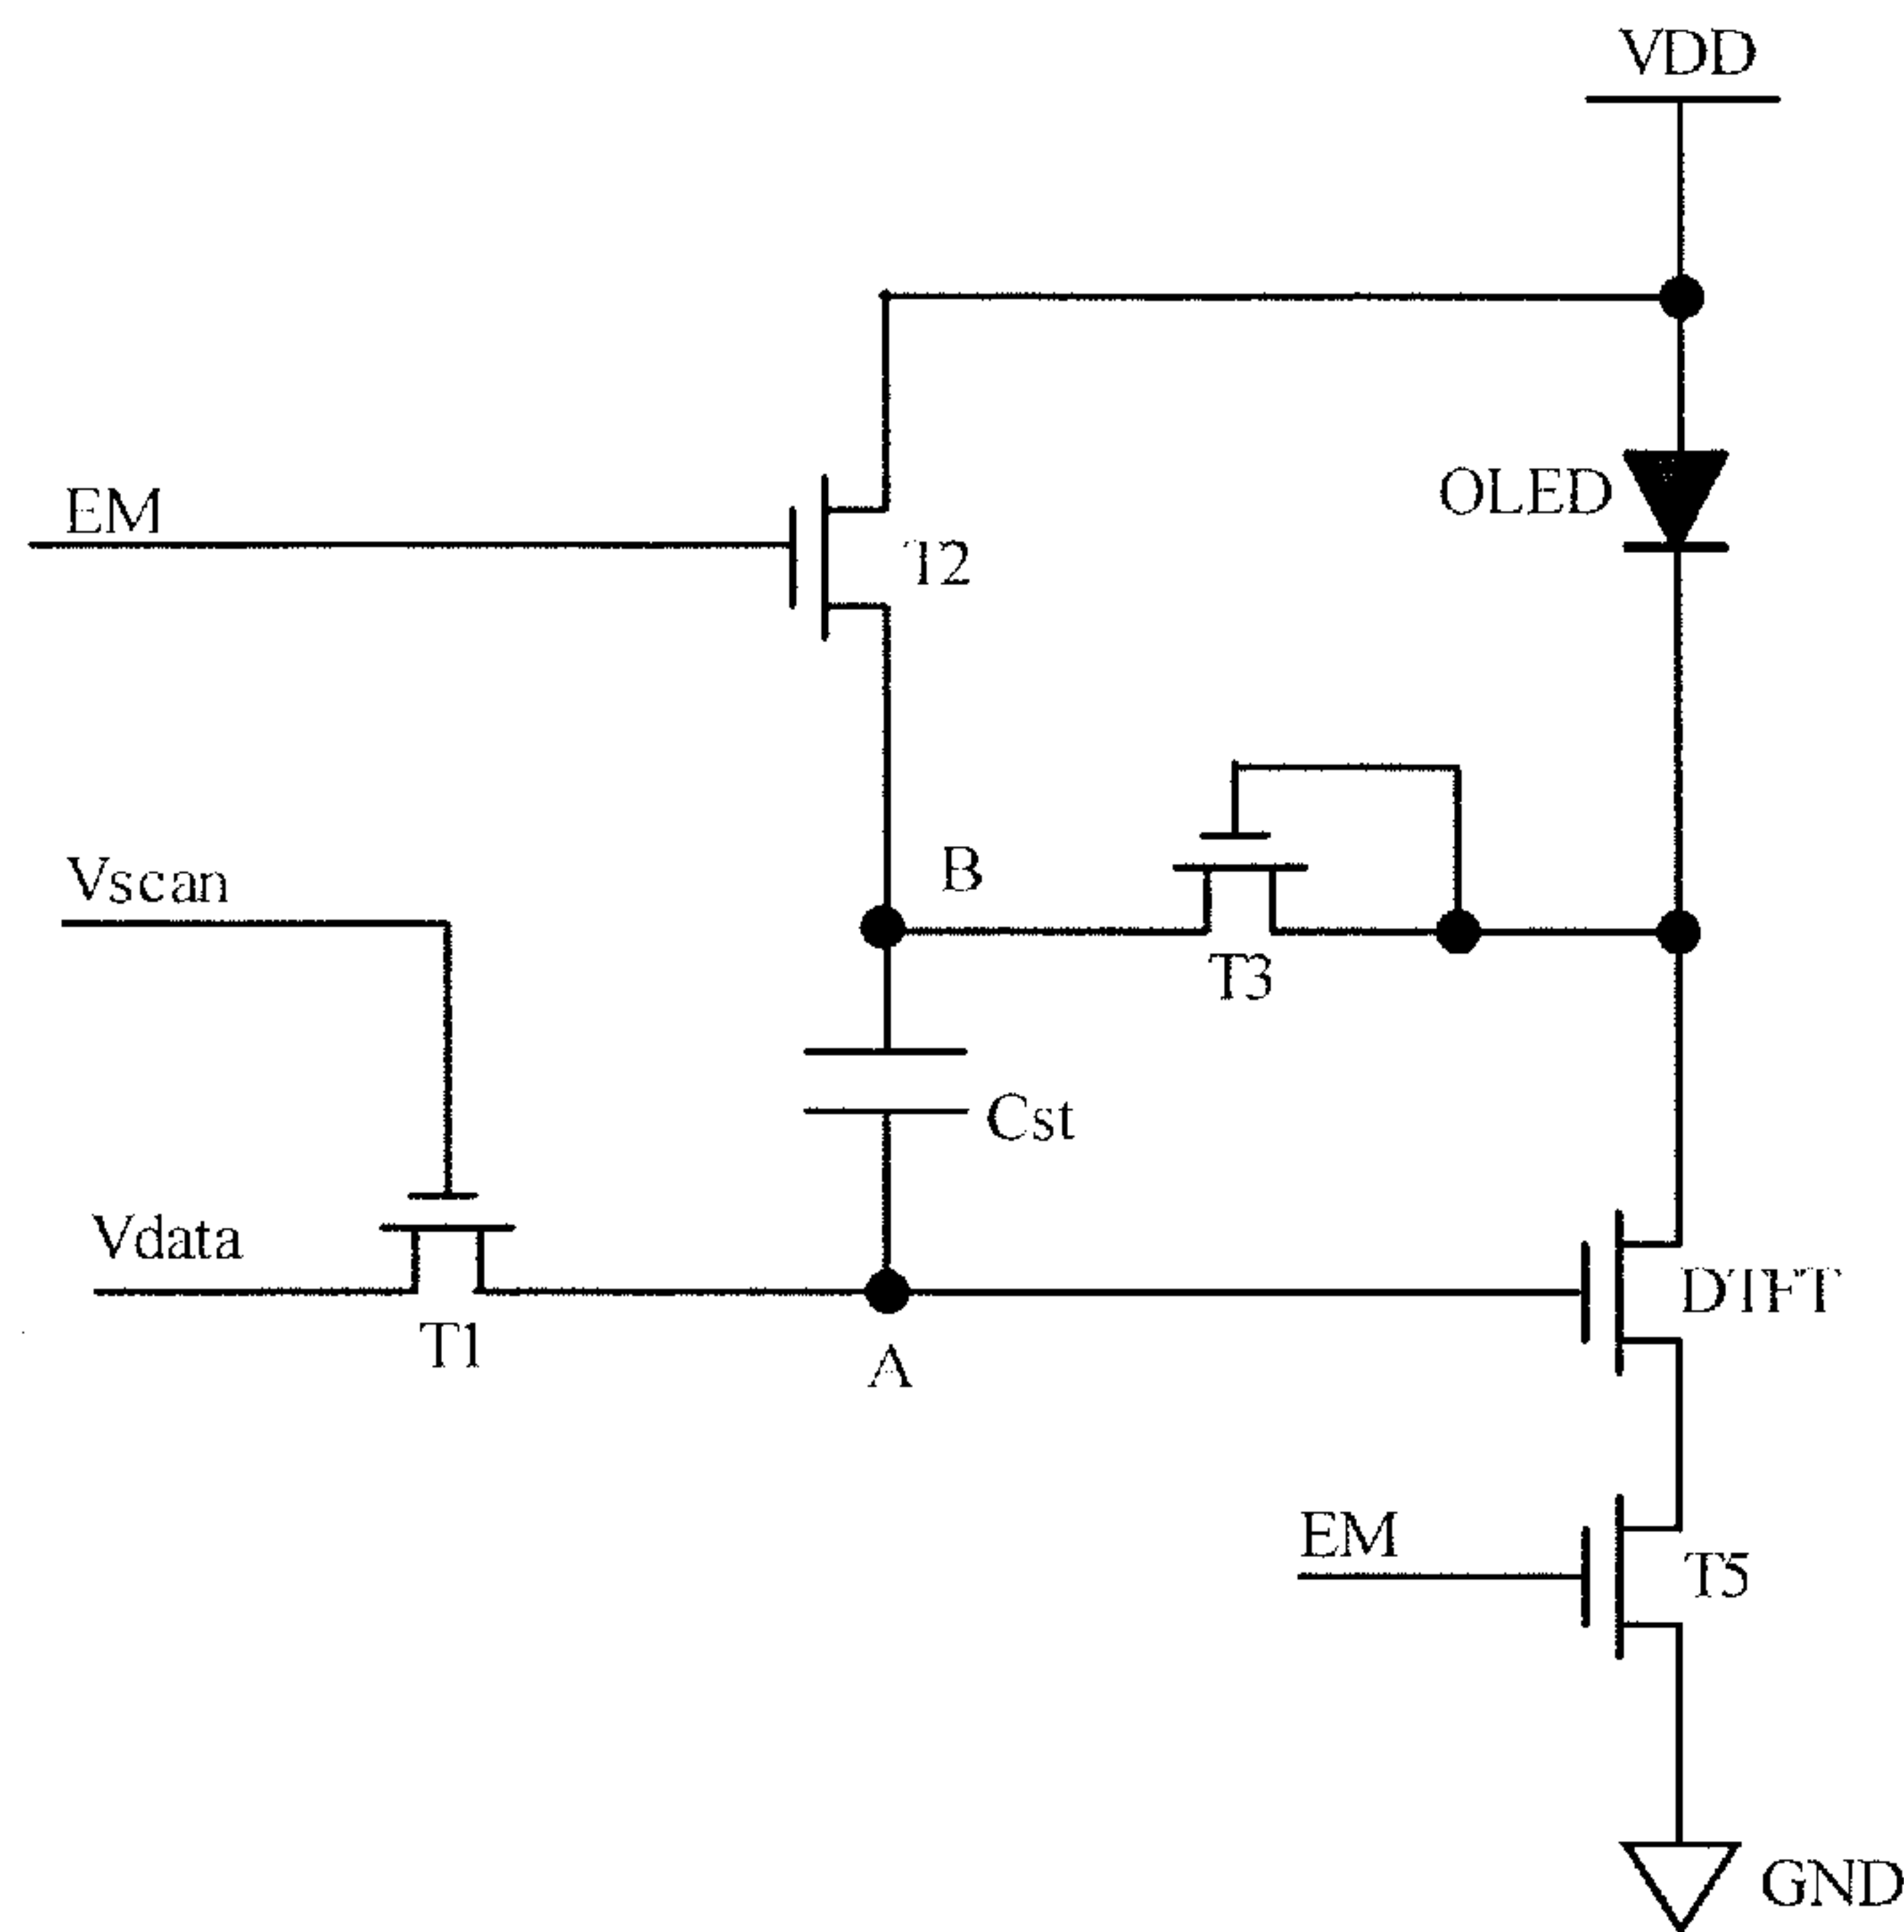 VDD
OLED
EM
T2
B
Vscan
T3
Cst
Vdata
DTFT
T1
A
EM
T5
GND